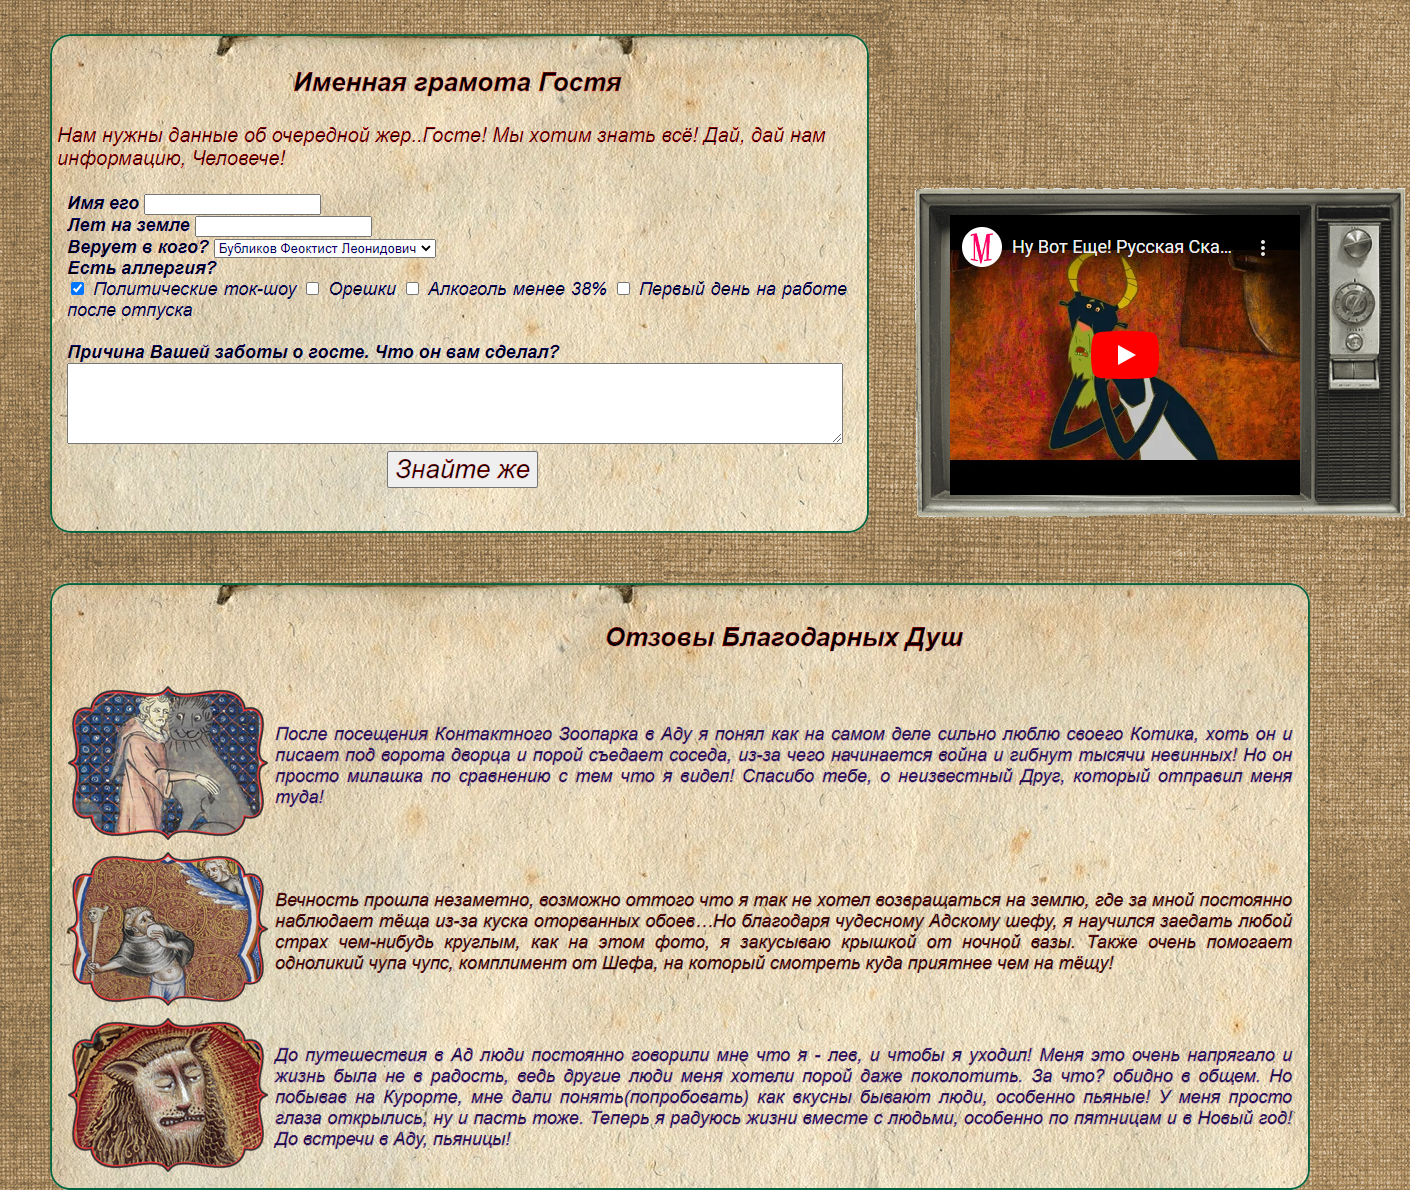 Именная грамота Гостя
Нам нужны данные об очередной жер..Госте! Мы хотим знать всё! Дай, дай нам
информацию, Человече!
Имя его
Лет на земле
Верует в кого? Бубликов Феоктист Леонидович
Есть аллергия?
Политические ток-шоу Орешки Алкоголь менее 38% Первый день на работе
после отпуска
Причина Вашей заботы о госте. Что он вам сделал?
Знайте же
М Ну Вот Еще! Русская Ска...
Отзовы Благодарных Душ
После посещения Контактного Зоопарка в Аду я понял как на самом деле сильно люблю своего Котика, хоть он и
писает под ворота дворца и порой съедает соседа, из-за чего начинается война и гибнут тысячи невинных! Но он
просто милашка по сравнению с тем что я видел! Спасибо тебе, о неизвестный Друг, который отправил меня
туда!
Вечность прошла незаметно, возможно оттого что я так не хотел возвращаться на землю, где за мной постоянно
наблюдает тёща из-за куска оторванных обоев…Но благодаря чудесному Адскому шефу, я научился заедать любой
страх чем-нибудь круглым, как на этом фото, я закусываю крышкой от ночной вазы. Также очень помогает
одноликий чупа чупс, комплимент от Шефа, на который смотреть куда приятнее чем на тёщу!
До путешествия в Ад люди постоянно говорили мне что я - лев, и чтобы я уходил! Меня это очень напрягало и
жизнь была не в радость, ведь другие люди меня хотели порой даже поколотить. За что? обидно в общем. Но
побывав на Курорте, мне дали понять(попробовать) как вкусны бывают люди, особенно пьяные! У меня просто
глаза открылись, ну и пасть тоже. Теперь я радуюсь жизни вместе с людьми, особенно по пятницам и в Новый год!
До встречи в Аду, пьяницы!